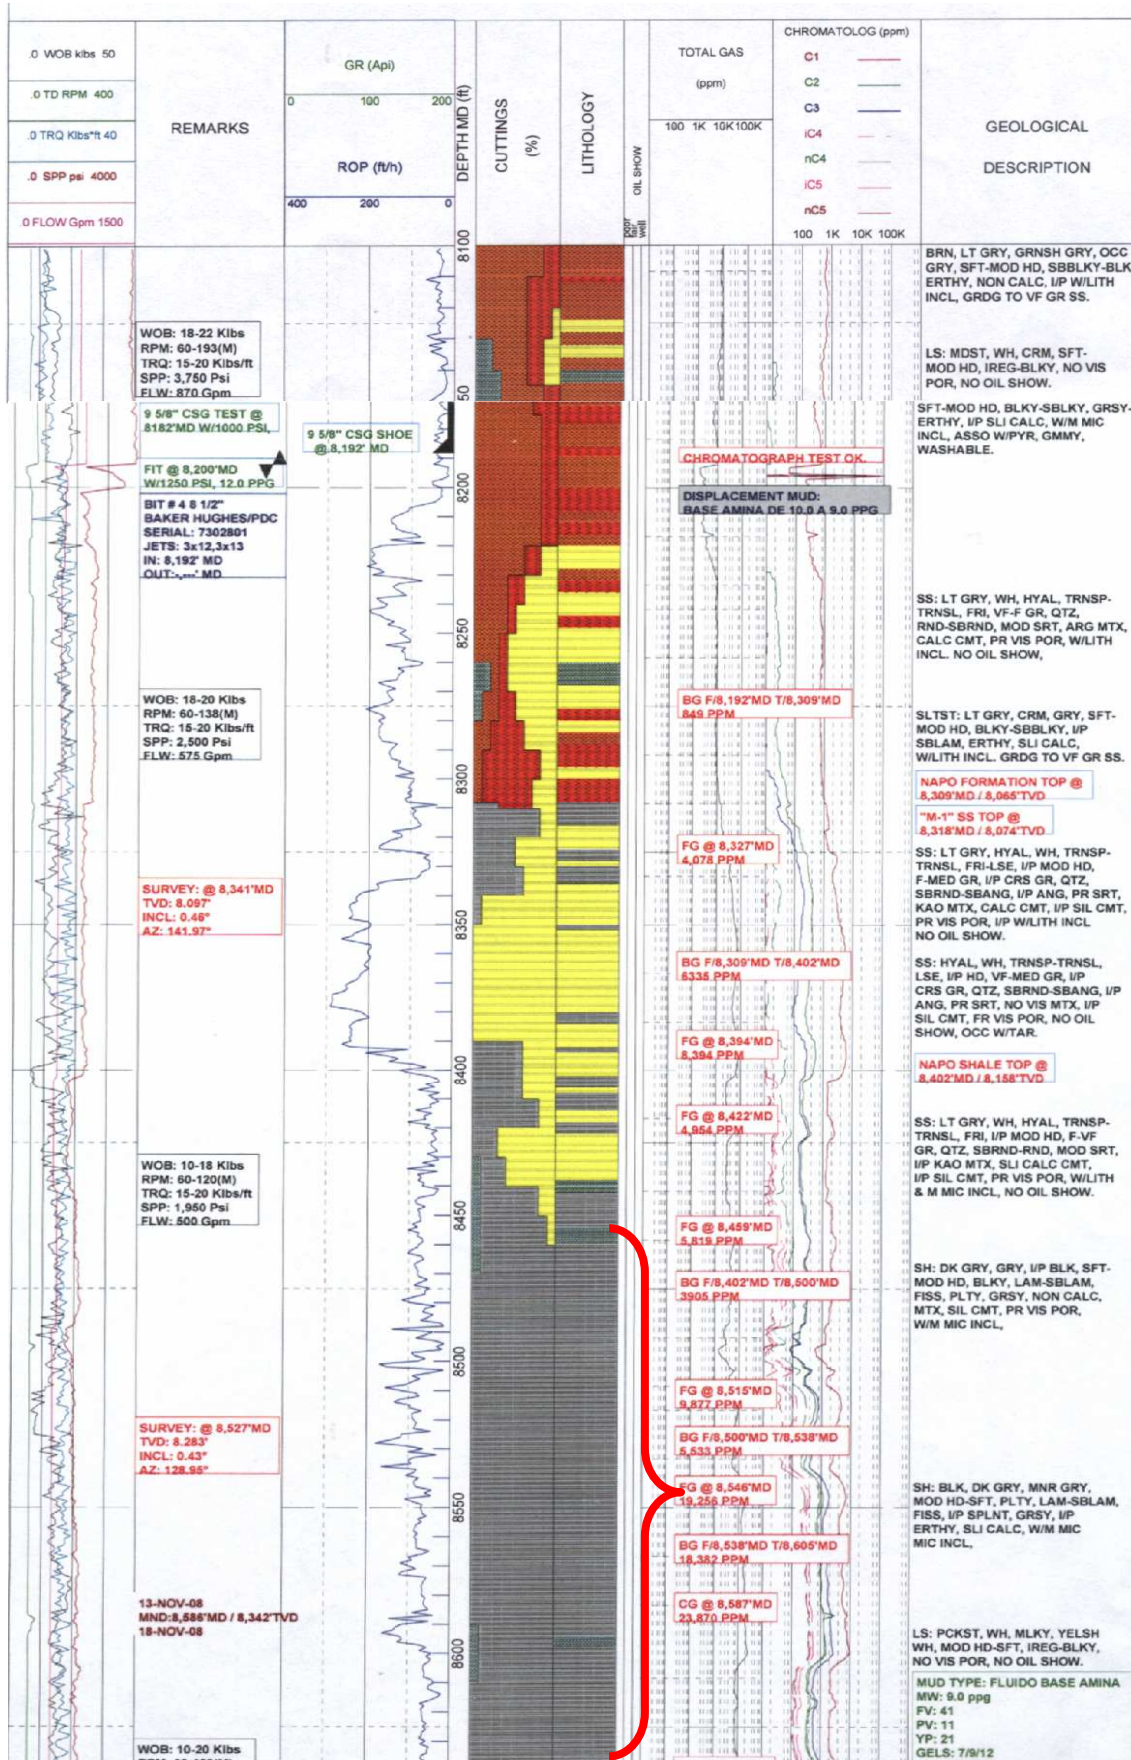 .0 WOB klbs 50
.0 TD RPM 400
.0 TRQ Klbs*ft 40
.0 SPP psi 4000
.0 FLOW Gpm 1500
REMARKS
GR (Api)
0 100 200
ROP (ft/h)
400 200 0
DEPTH MD (ft)
CUTTINGS
(%)
LITHOLOGY
OIL SHOW
poor
fair
well
TOTAL GAS
(ppm)
100 1K 10K100K
CHROMATOLOG (ppm)
C1
C2
C3
iC4
nC4
iC5
nC5
100 1K 10K 100K
GEOLOGICAL
DESCRIPTION
8100
50
8200
8250
8300
8350
8400
8450
8500
8550
8600
WOB: 18-22 Klbs
RPM: 60-193(M)
TRQ: 15-20 Klbs/ft
SPP: 3,750 Psi
FLW: 870 Gpm
9 5/8" CSG TEST @
8182'MD W/1000 PSI,
FIT @ 8,200'MD
W/1250 PSI, 12.0 PPG
BIT # 4 8 1/2"
BAKER HUGHES/PDC
SERIAL: 7302801
JETS: 3x12,3x13
IN: 8,192' MD
OUT:-,---' MD
WOB: 18-20 Klbs
RPM: 60-138(M)
TRQ: 15-20 Klbs/ft
SPP: 2,500 Psi
FLW: 575 Gpm
SURVEY: @ 8,341'MD
TVD: 8.097'
INCL: 0.46°
AZ: 141.97°
WOB: 10-18 Klbs
RPM: 60-120(M)
TRQ: 15-20 Klbs/ft
SPP: 1,950 Psi
FLW: 500 Gpm
SURVEY: @ 8,527'MD
TVD: 8.283'
INCL: 0.43°
AZ: 128.95°
13-NOV-08
MND:8,586'MD / 8,342'TVD
18-NOV-08
WOB: 10-20 Klbs
9 5/8" CSG SHOE
@ 8,192' MD
CHROMATOGRAPH TEST OK.
DISPLACEMENT MUD:
BASE AMINA DE 10.0 A 9.0 PPG
BG F/8,192'MD T/8,309'MD
849 PPM
FG @ 8,327'MD
4,078 PPM
BG F/8,309'MD T/8,402'MD
6335 PPM
FG @ 8,394'MD
8,394 PPM
FG @ 8,422'MD
4,954 PPM
FG @ 8,459'MD
5,819 PPM
BG F/8,402'MD T/8,500'MD
3905 PPM
FG @ 8,515'MD
9,877 PPM
BG F/8,500'MD T/8,538'MD
5,533 PPM
FG @ 8,546'MD
19,256 PPM
BG F/8,538'MD T/8,605'MD
18,382 PPM
CG @ 8,587'MD
23,870 PPM
BRN, LT GRY, GRNSH GRY, OCC
GRY, SFT-MOD HD, SBBLKY-BLK
ERTHY, NON CALC, I/P W/LITH
INCL, GRDG TO VF GR SS.
LS: MDST, WH, CRM, SFT-
MOD HD, IREG-BLKY, NO VIS
POR, NO OIL SHOW.
SFT-MOD HD, BLKY-SBLKY, GRSY-
ERTHY, I/P SLI CALC, W/M MIC
INCL, ASSO W/PYR, GMMY,
WASHABLE.
SS: LT GRY, WH, HYAL, TRNSP-
TRNSL, FRI, VF-F GR, QTZ,
RND-SBRND, MOD SRT, ARG MTX,
CALC CMT, PR VIS POR, W/LITH
INCL. NO OIL SHOW,
SLTST: LT GRY, CRM, GRY, SFT-
MOD HD, BLKY-SBBLKY, I/P
SBLAM, ERTHY, SLI CALC,
W/LITH INCL. GRDG TO VF GR SS.
NAPO FORMATION TOP @
8,309'MD / 8,065'TVD
"M-1" SS TOP @
8,318'MD / 8,074'TVD
SS: LT GRY, HYAL, WH, TRNSP-
TRNSL, FRI-LSE, I/P MOD HD,
F-MED GR, I/P CRS GR, QTZ,
SBRND-SBANG, I/P ANG, PR SRT,
KAO MTX, CALC CMT, I/P SIL CMT,
PR VIS POR, I/P W/LITH INCL
NO OIL SHOW.
SS: HYAL, WH, TRNSP-TRNSL,
LSE, I/P HD, VF-MED GR, I/P
CRS GR, QTZ, SBRND-SBANG, I/P
ANG, PR SRT, NO VIS MTX, I/P
SIL CMT, FR VIS POR, NO OIL
SHOW, OCC W/TAR.
NAPO SHALE TOP @
8,402'MD / 8,158'TVD
SS: LT GRY, WH, HYAL, TRNSP-
TRNSL, FRI, I/P MOD HD, F-VF
GR, QTZ, SBRND-RND, MOD SRT,
I/P KAO MTX, SLI CALC CMT,
I/P SIL CMT, PR VIS POR, W/LITH
& M MIC INCL, NO OIL SHOW.
SH: DK GRY, GRY, I/P BLK, SFT-
MOD HD, BLKY, LAM-SBLAM,
FISS, PLTY, GRSY, NON CALC,
MTX, SIL CMT, PR VIS POR,
W/M MIC INCL,
SH: BLK, DK GRY, MNR GRY,
MOD HD-SFT, PLTY, LAM-SBLAM,
FISS, I/P SPLNT, GRSY, I/P
ERTHY, SLI CALC, W/M MIC
MIC INCL,
LS: PCKST, WH, MLKY, YELSH
WH, MOD HD-SFT, IREG-BLKY,
NO VIS POR, NO OIL SHOW.
MUD TYPE: FLUIDO BASE AMINA
MW: 9.0 ppg
FV: 41
PV: 11
YP: 21
GELS: 7/9/12